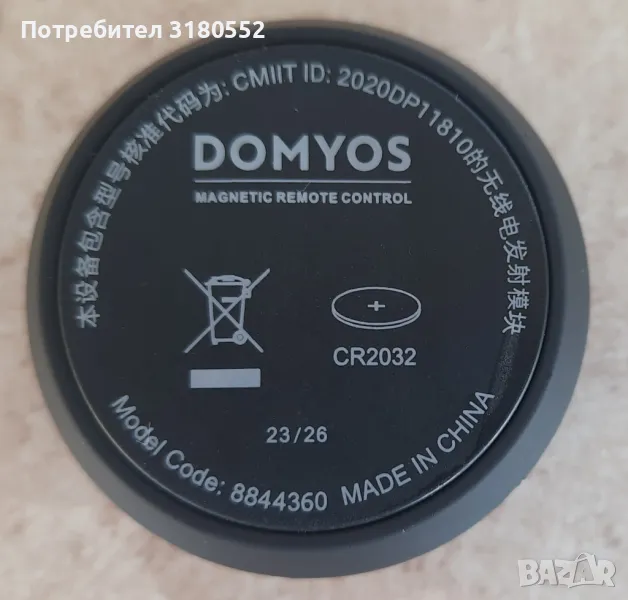 Потребител 3180552
本设备包含型号核准代码为: CMIIT ID: 2020DP11810的无线电发射模块
DOMYOS
MAGNETIC REMOTE CONTROL
+
CR2032
23/26
Model Code: 8844360 MADE IN CHINA
BAZAR